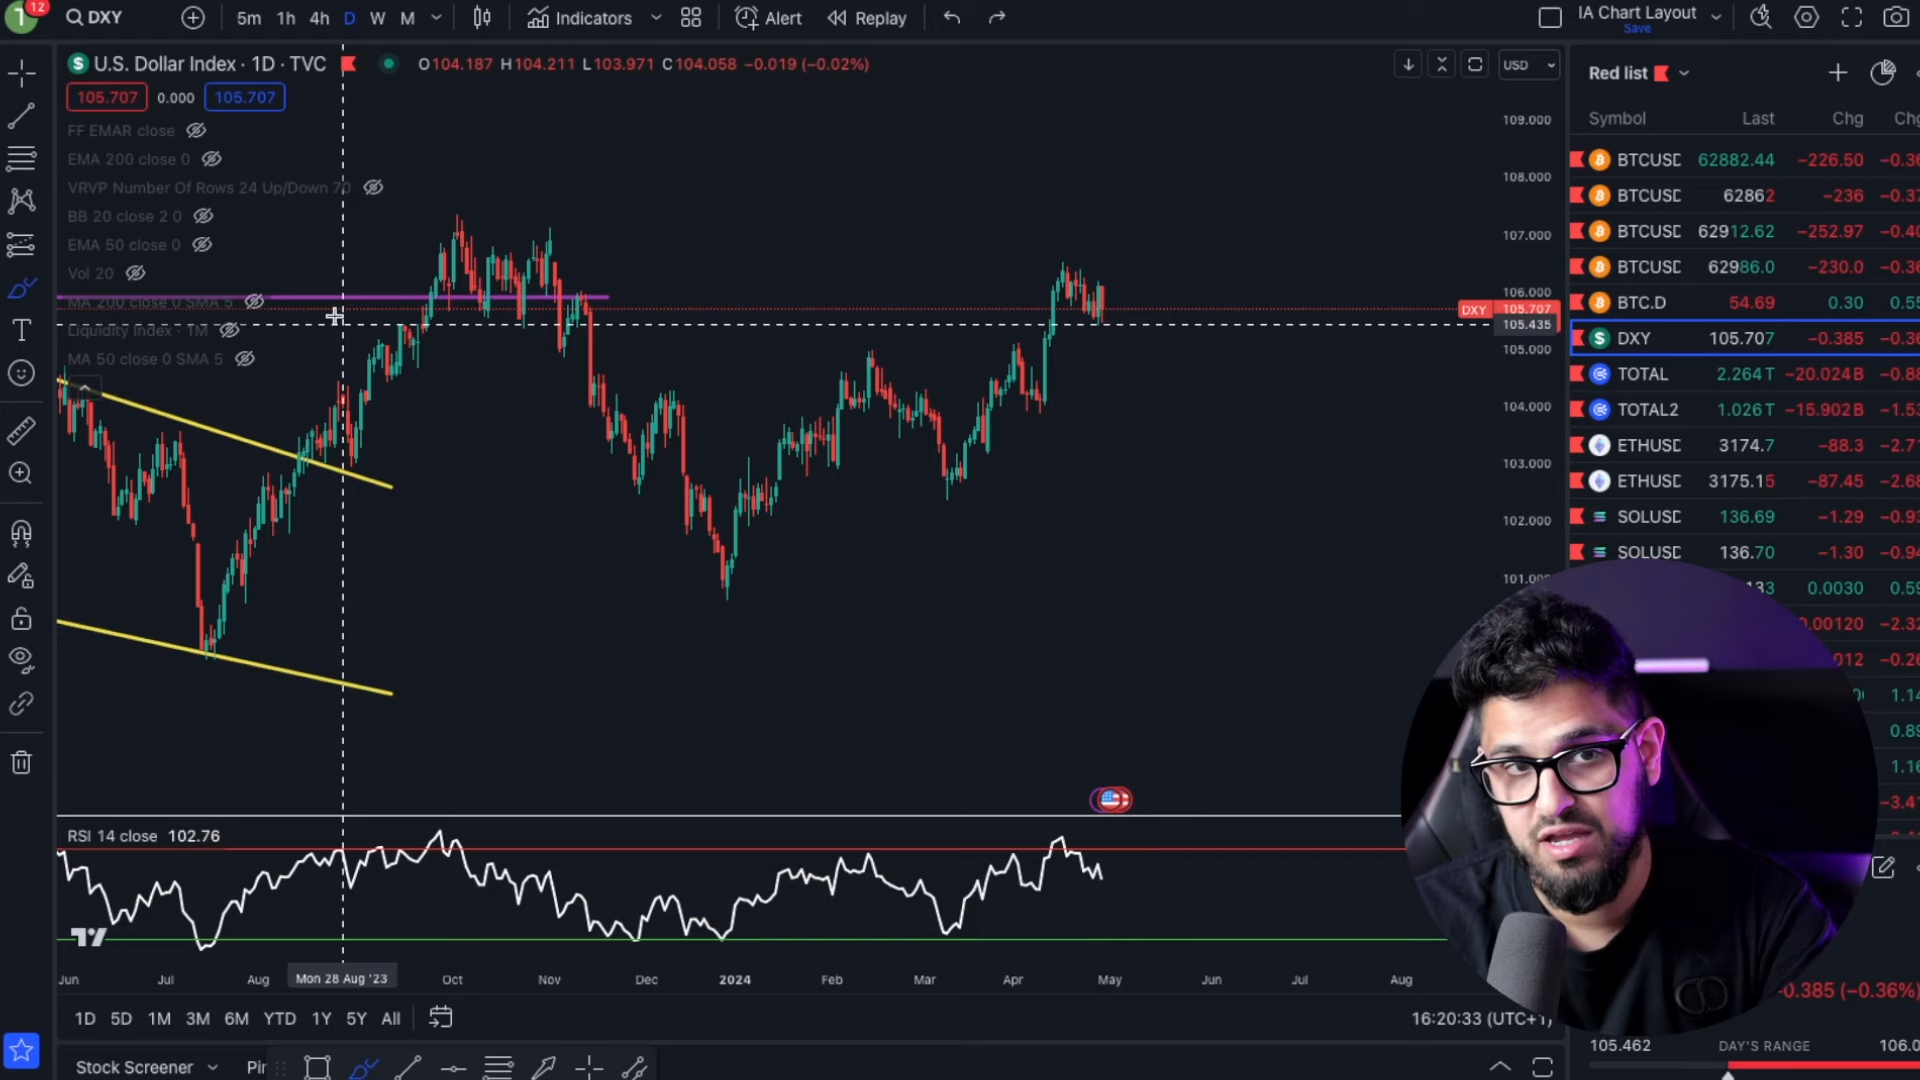 12
DXY
5m 1h 4h D W M
Indicators
Alert
Replay
IA Chart Layout
Save
U.S. Dollar Index · 1D · TVC
O104.187 H104.211 L103.971 C104.058 −0.019 (−0.02%)
USD
105.707 0.000 105.707
FF EMAR close
EMA 200 close 0
VRVP Number Of Rows 24 Up/Down 70
BB 20 close 2 0
EMA 50 close 0
Vol 20
MA 200 close 0 SMA 5
Liquidity Index · 1M
MA 50 close 0 SMA 5
109.000
108.000
107.000
106.000
DXY 105.707
105.435
105.000
104.000
103.000
102.000
101.000
RSI 14 close 102.76
Jun Jul Aug Mon 28 Aug '23 Oct Nov Dec 2024 Feb Mar Apr May Jun Jul Aug
1D 5D 1M 3M 6M YTD 1Y 5Y All
16:20:33 (UTC+1)
Stock Screener
Red list
Symbol Last Chg
BTCUSD 62882.44 −226.50
BTCUSD 62862 −236
BTCUSD 62912.62 −252.97
BTCUSD 62986.0 −230.0
BTC.D 54.69 0.30
DXY 105.707 −0.385
TOTAL 2.264T −20.024B
TOTAL2 1.026T −15.902B
ETHUSD 3174.7 −88.3
ETHUSD 3175.15 −87.45
SOLUSD 136.69 −1.29
SOLUSD 136.70 −1.30
0.0030
−0.385 (−0.36%)
105.462 DAY'S RANGE